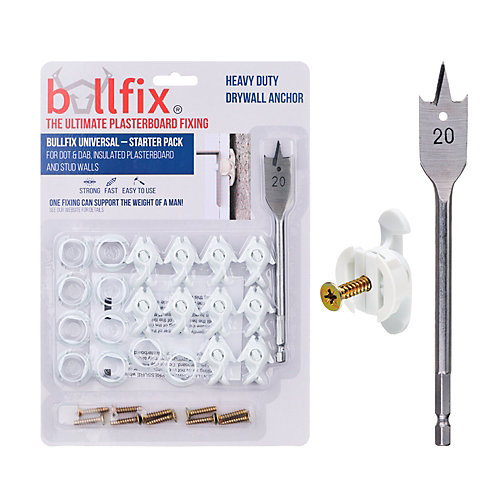 bullfix®
THE ULTIMATE PLASTERBOARD FIXING
HEAVY DUTY
DRYWALL ANCHOR
BULLFIX UNIVERSAL – STARTER PACK
FOR DOT & DAB, INSULATED PLASTERBOARD
AND STUD WALLS
STRONG FAST EASY TO USE
ONE FIXING CAN SUPPORT THE WEIGHT OF A MAN!
SEE OUR WEBSITE FOR DETAILS
20
20